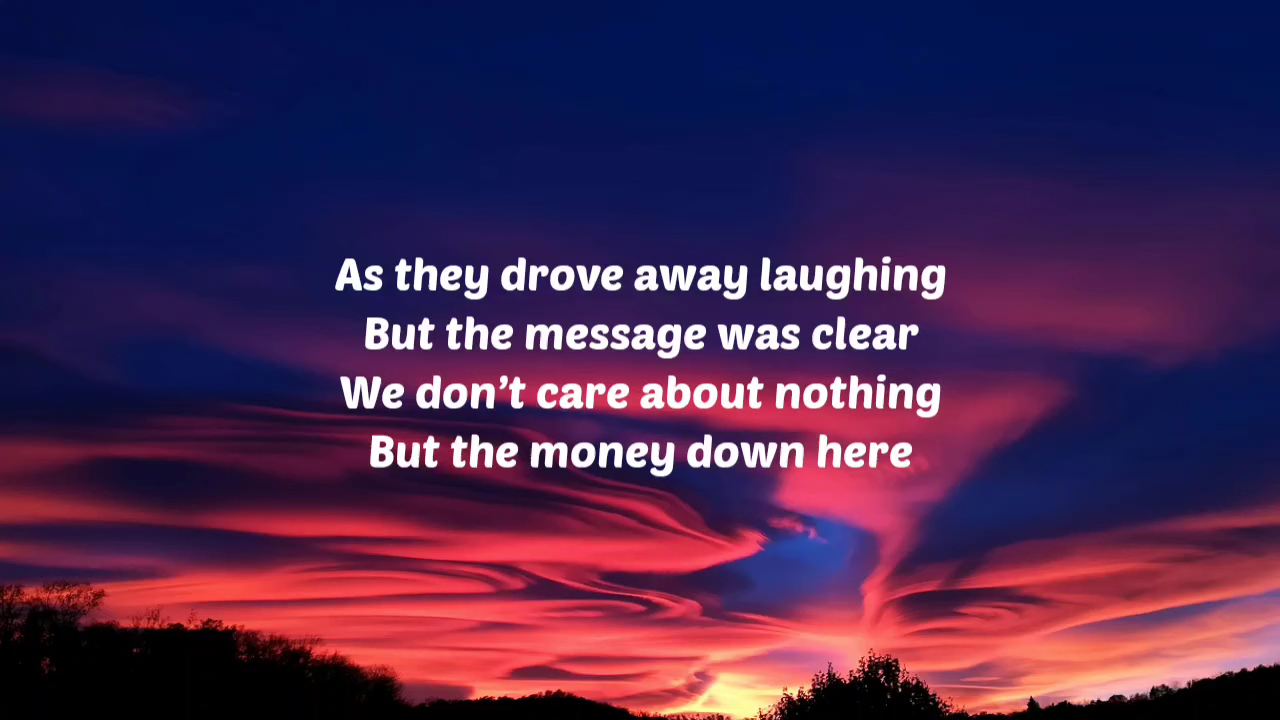 As they drove away laughing
But the message was clear
We don’t care about nothing
But the money down here